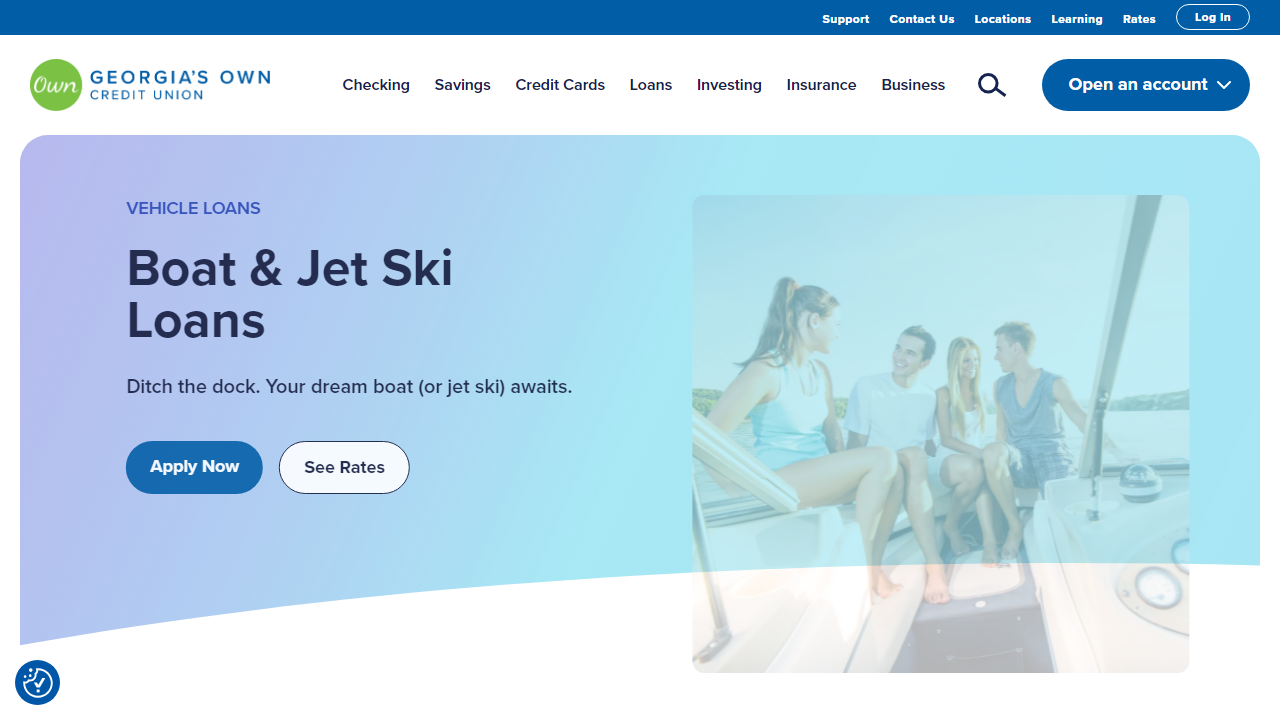 Support Contact Us Locations Learning Rates Log In
Own GEORGIA'S OWN
CREDIT UNION
Checking Savings Credit Cards Loans Investing Insurance Business Open an account
VEHICLE LOANS
Boat & Jet Ski
Loans
Ditch the dock. Your dream boat (or jet ski) awaits.
Apply Now See Rates